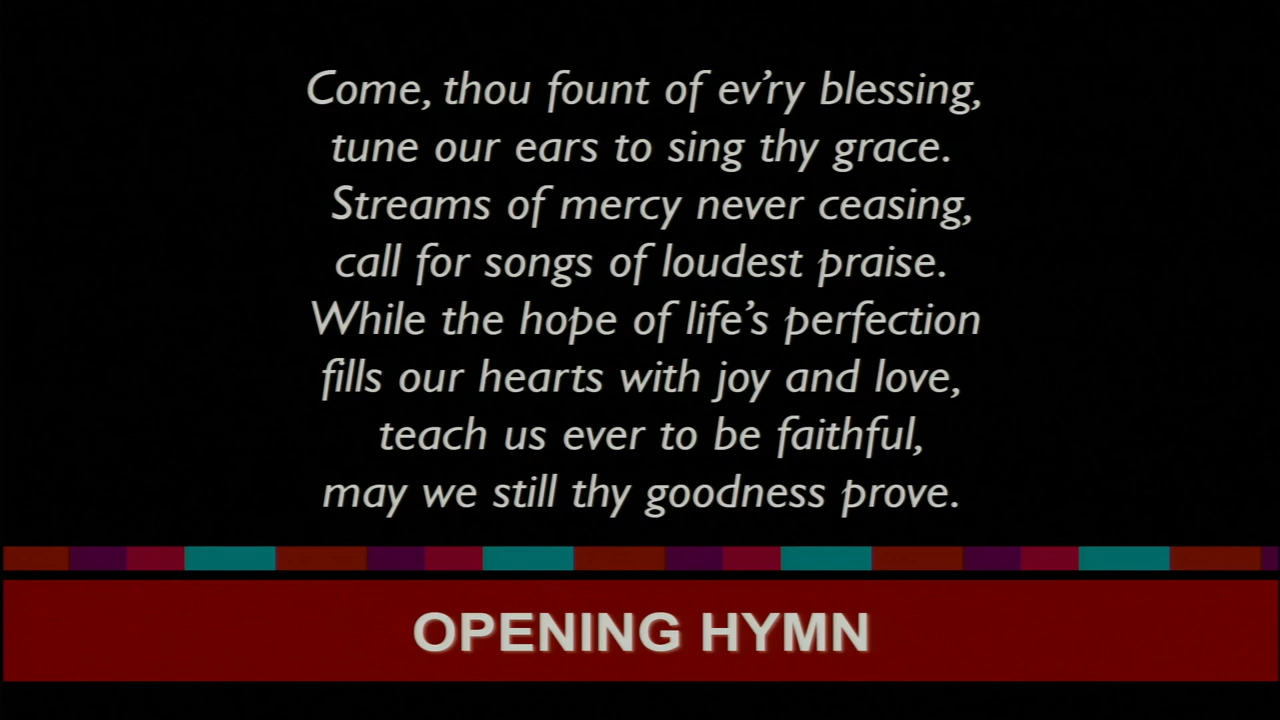 Come, thou fount of ev’ry blessing,
tune our ears to sing thy grace.
Streams of mercy never ceasing,
call for songs of loudest praise.
While the hope of life’s perfection
fills our hearts with joy and love,
teach us ever to be faithful,
may we still thy goodness prove.
OPENING HYMN